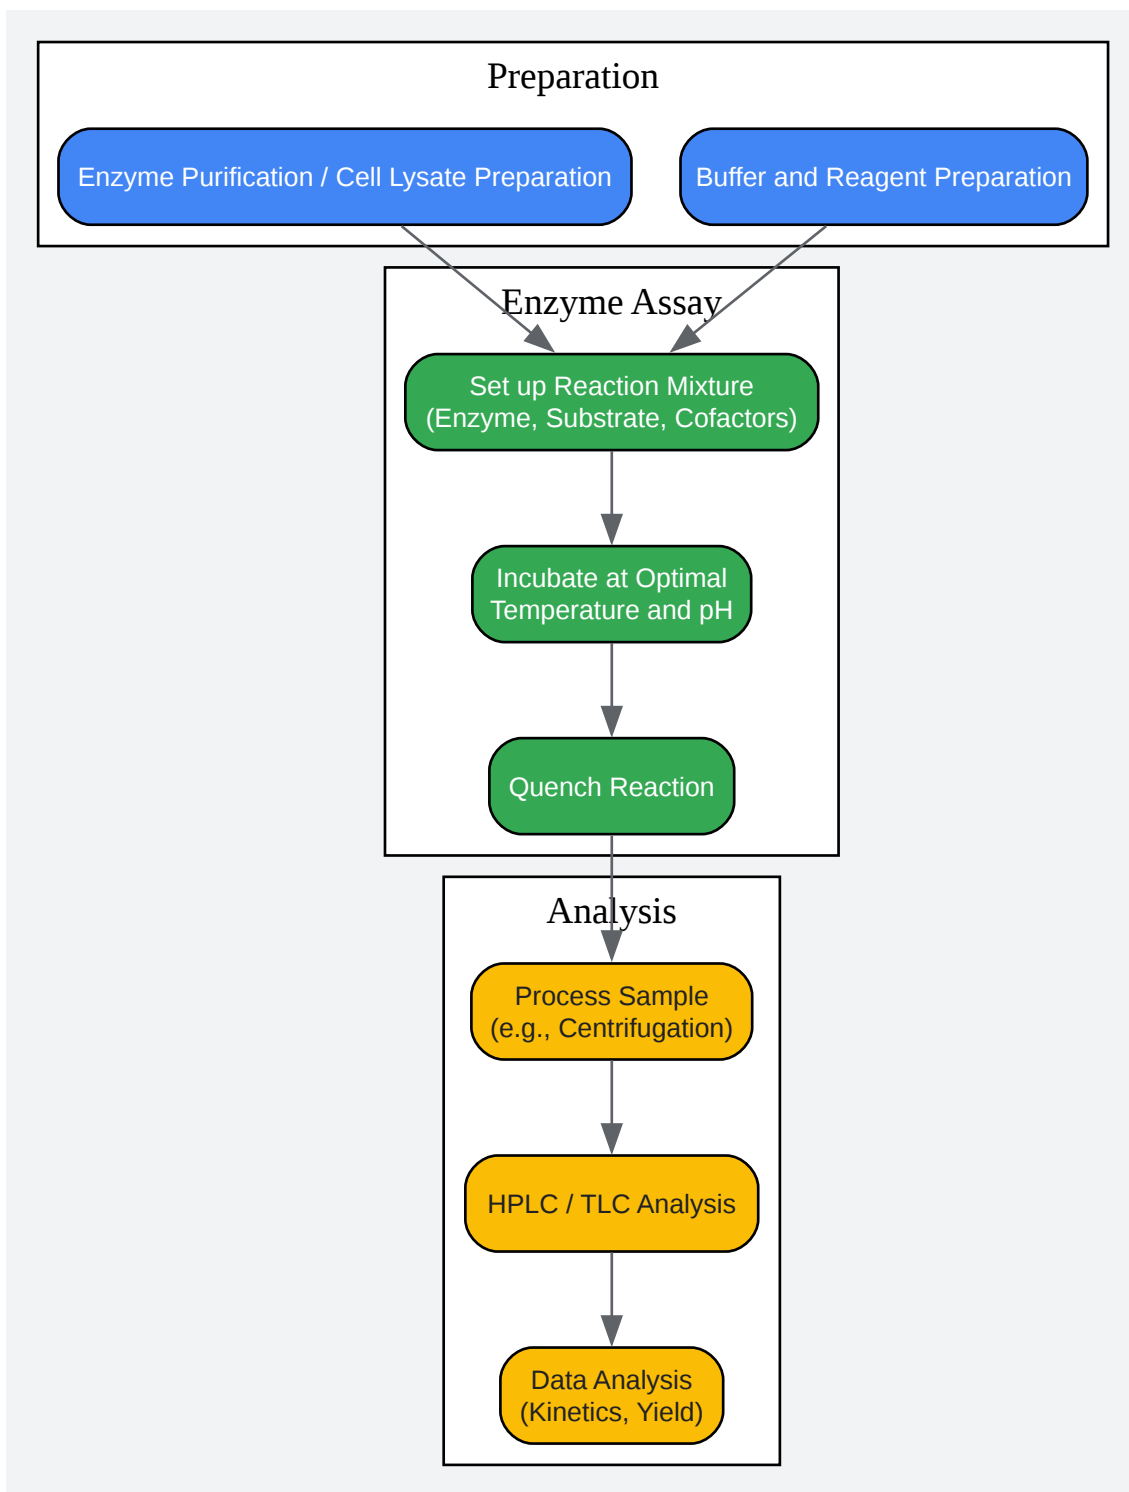 Preparation
Enzyme Purification / Cell Lysate Preparation
Buffer and Reagent Preparation
Enzyme Assay
Set up Reaction Mixture
(Enzyme, Substrate, Cofactors)
Incubate at Optimal
Temperature and pH
Quench Reaction
Analysis
Process Sample
(e.g., Centrifugation)
HPLC / TLC Analysis
Data Analysis
(Kinetics, Yield)